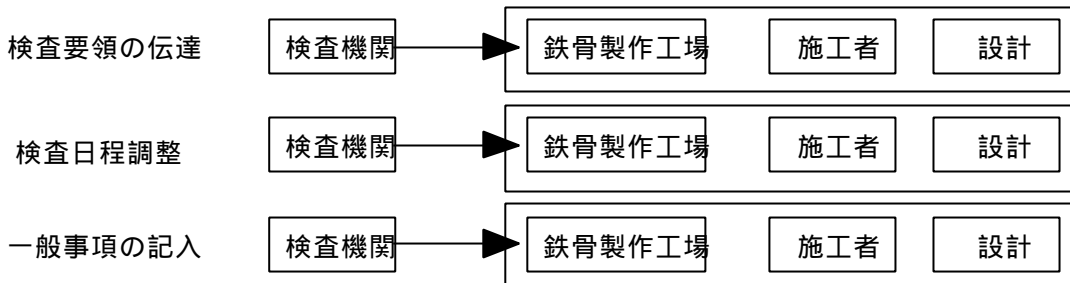 検査要領の伝達 検査機関 鉄骨製作工場 施工者 設計
検査日程調整 検査機関 鉄骨製作工場 施工者 設計
一般事項の記入 検査機関 鉄骨製作工場 施工者 設計